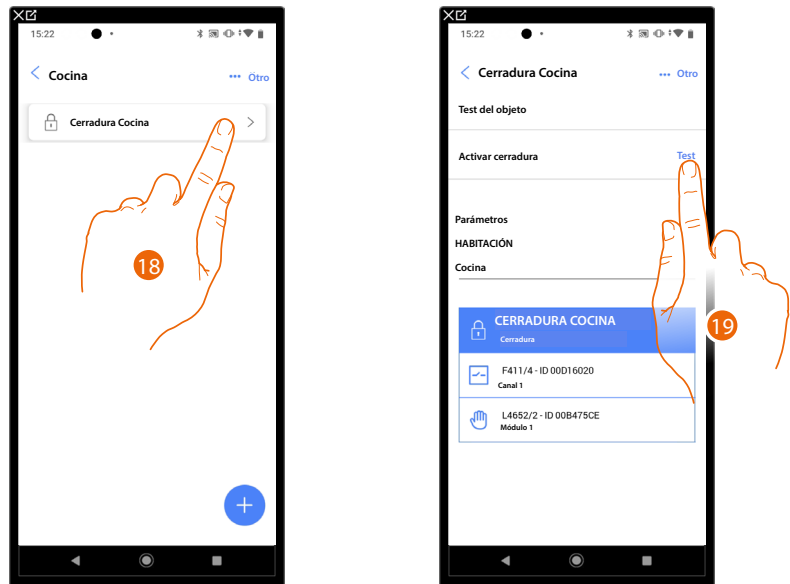 15:22
Cocina
••• Otro
Cerradura Cocina
18
15:22
Cerradura Cocina
••• Otro
Test del objeto
Activar cerradura
Test
Parámetros
HABITACIÓN
Cocina
CERRADURA COCINA
Cerradura
F411/4 - ID 00D16020
Canal 1
L4652/2 - ID 00B475CE
Módulo 1
19